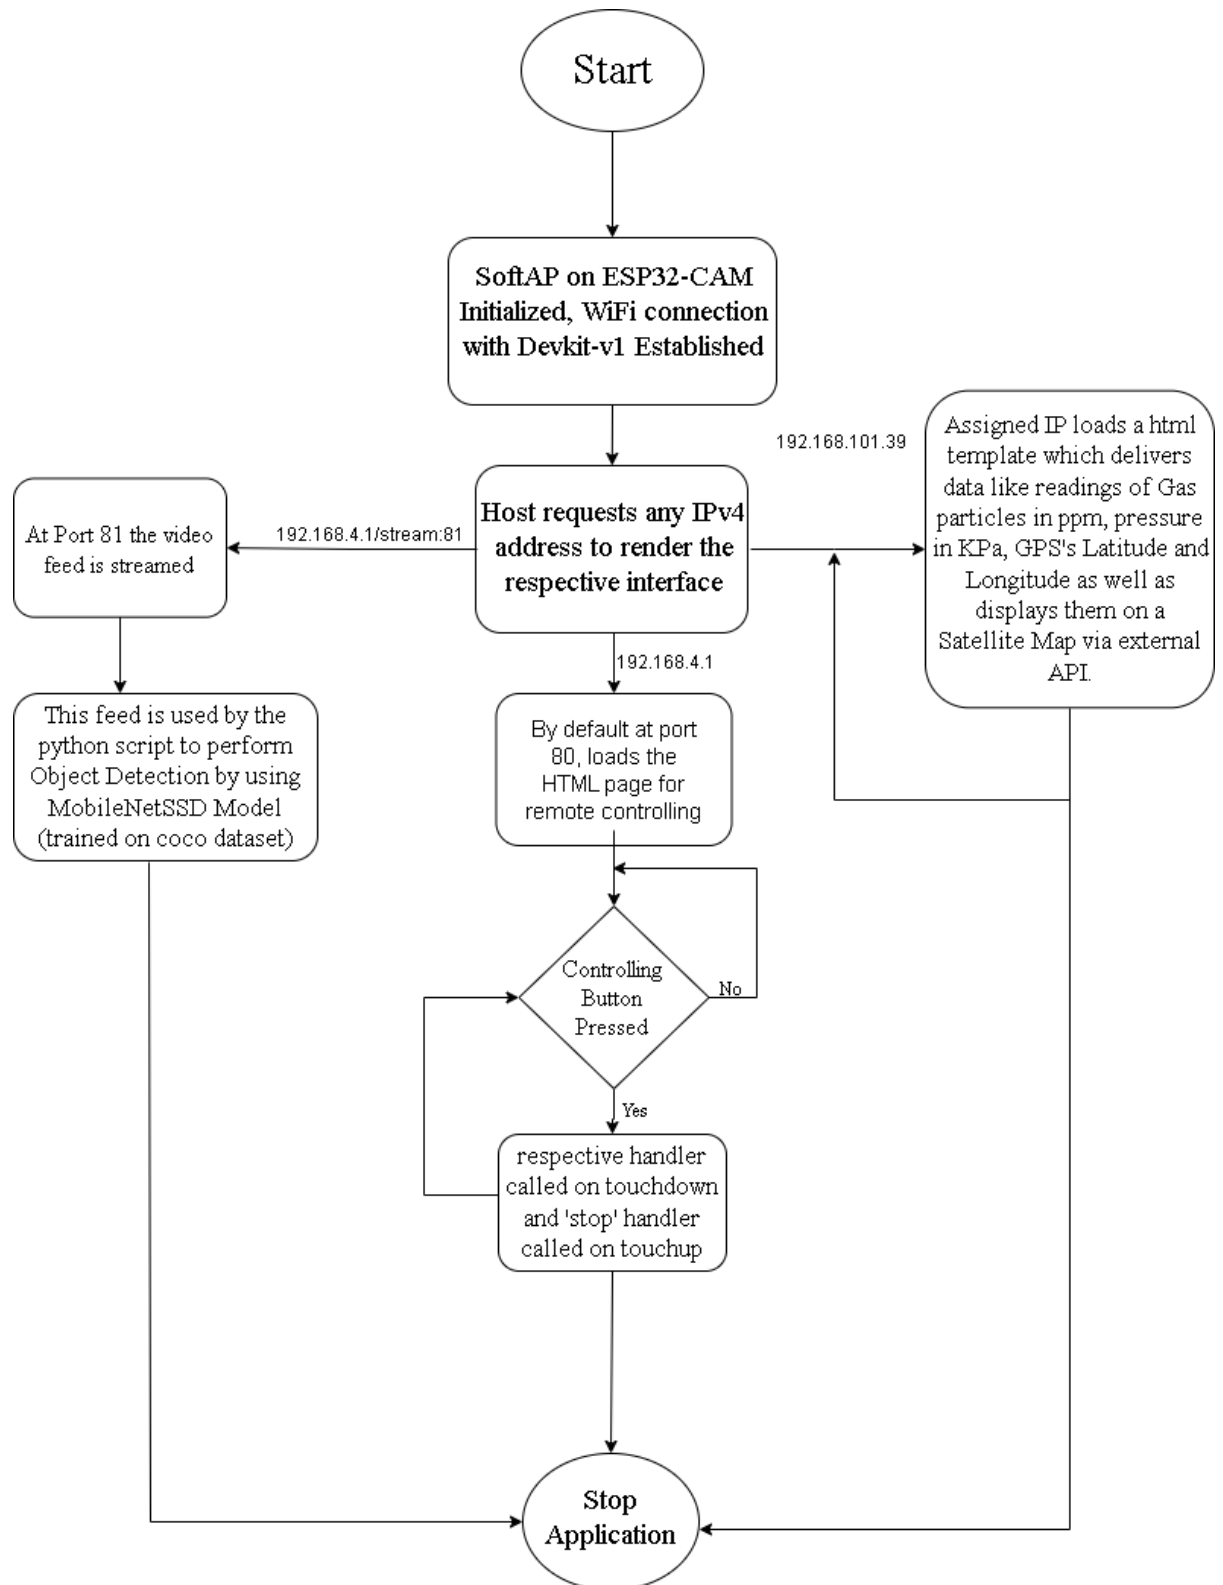 Start
SoftAP on ESP32-CAM
Initialized, WiFi connection
with Devkit-v1 Established
192.168.101.39
Assigned IP loads a html
template which delivers
data like readings of Gas
particles in ppm, pressure
in KPa, GPS's Latitude and
Longitude as well as
displays them on a
Satellite Map via external
API.
Host requests any IPv4
address to render the
respective interface
192.168.4.1/stream:81
At Port 81 the video
feed is streamed
192.168.4.1
This feed is used by the
python script to perform
Object Detection by using
MobileNetSSD Model
(trained on coco dataset)
By default at port
80, loads the
HTML page for
remote controlling
Controlling
Button
Pressed
No
Yes
respective handler
called on touchdown
and 'stop' handler
called on touchup
Stop
Application